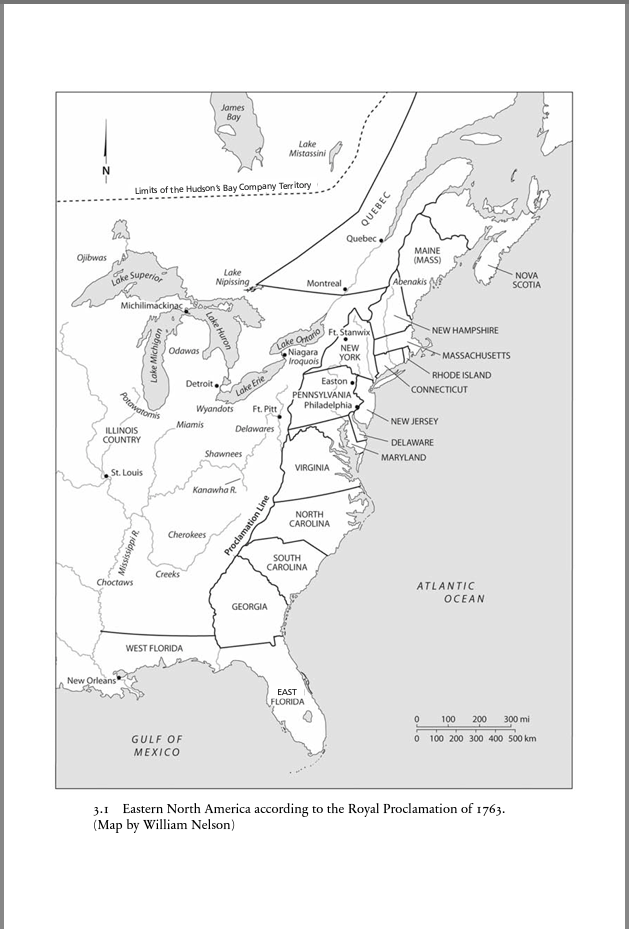 James
Bay
Lake
Mistassini
N
Limits of the Hudson's Bay Company Territory
QUEBEC
Quebec
Ojibwas
Lake Superior
Lake
Nipissing
Montreal
MAINE
(MASS)
Abenakis
NOVA
SCOTIA
Michilimackinac
Lake Huron
Lake Michigan
Odawas
Lake Ontario
Ft. Stanwix
NEW
YORK
NEW HAMPSHIRE
MASSACHUSETTS
RHODE ISLAND
CONNECTICUT
Niagara
Iroquois
Detroit
Lake Erie
Easton
PENNSYLVANIA
Philadelphia
Potawatomis
Wyandots
Ft. Pitt
Miamis
Delawares
NEW JERSEY
DELAWARE
MARYLAND
ILLINOIS
COUNTRY
Shawnees
St. Louis
VIRGINIA
Kanawha R.
Proclamation Line
NORTH
CAROLINA
Mississippi R.
Cherokees
SOUTH
CAROLINA
Creeks
Choctaws
ATLANTIC
OCEAN
GEORGIA
WEST FLORIDA
New Orleans
EAST
FLORIDA
GULF OF
MEXICO
0 100 200 300 mi
0 100 200 300 400 500 km
3.1 Eastern North America according to the Royal Proclamation of 1763.
(Map by William Nelson)